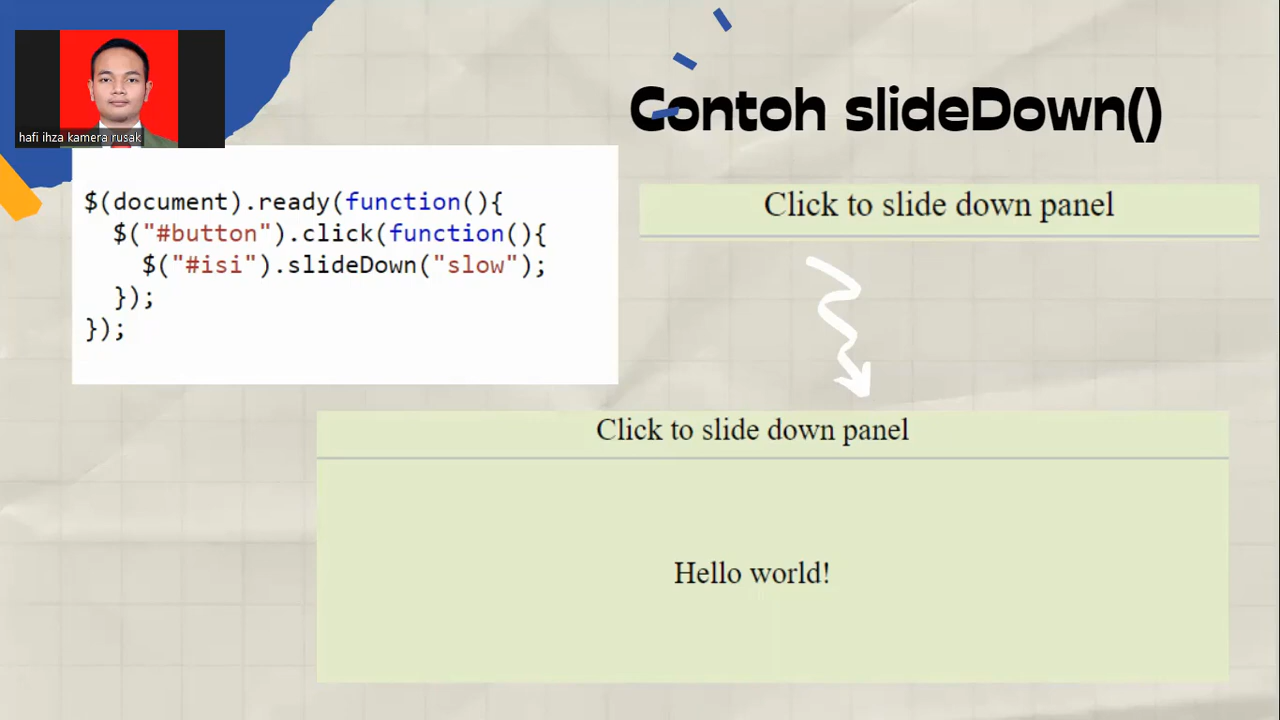 hafi ihza kamera rusak
Contoh slideDown()
$(document).ready(function(){
  $("#button").click(function(){
    $("#isi").slideDown("slow");
  });
});
Click to slide down panel
Click to slide down panel
Hello world!